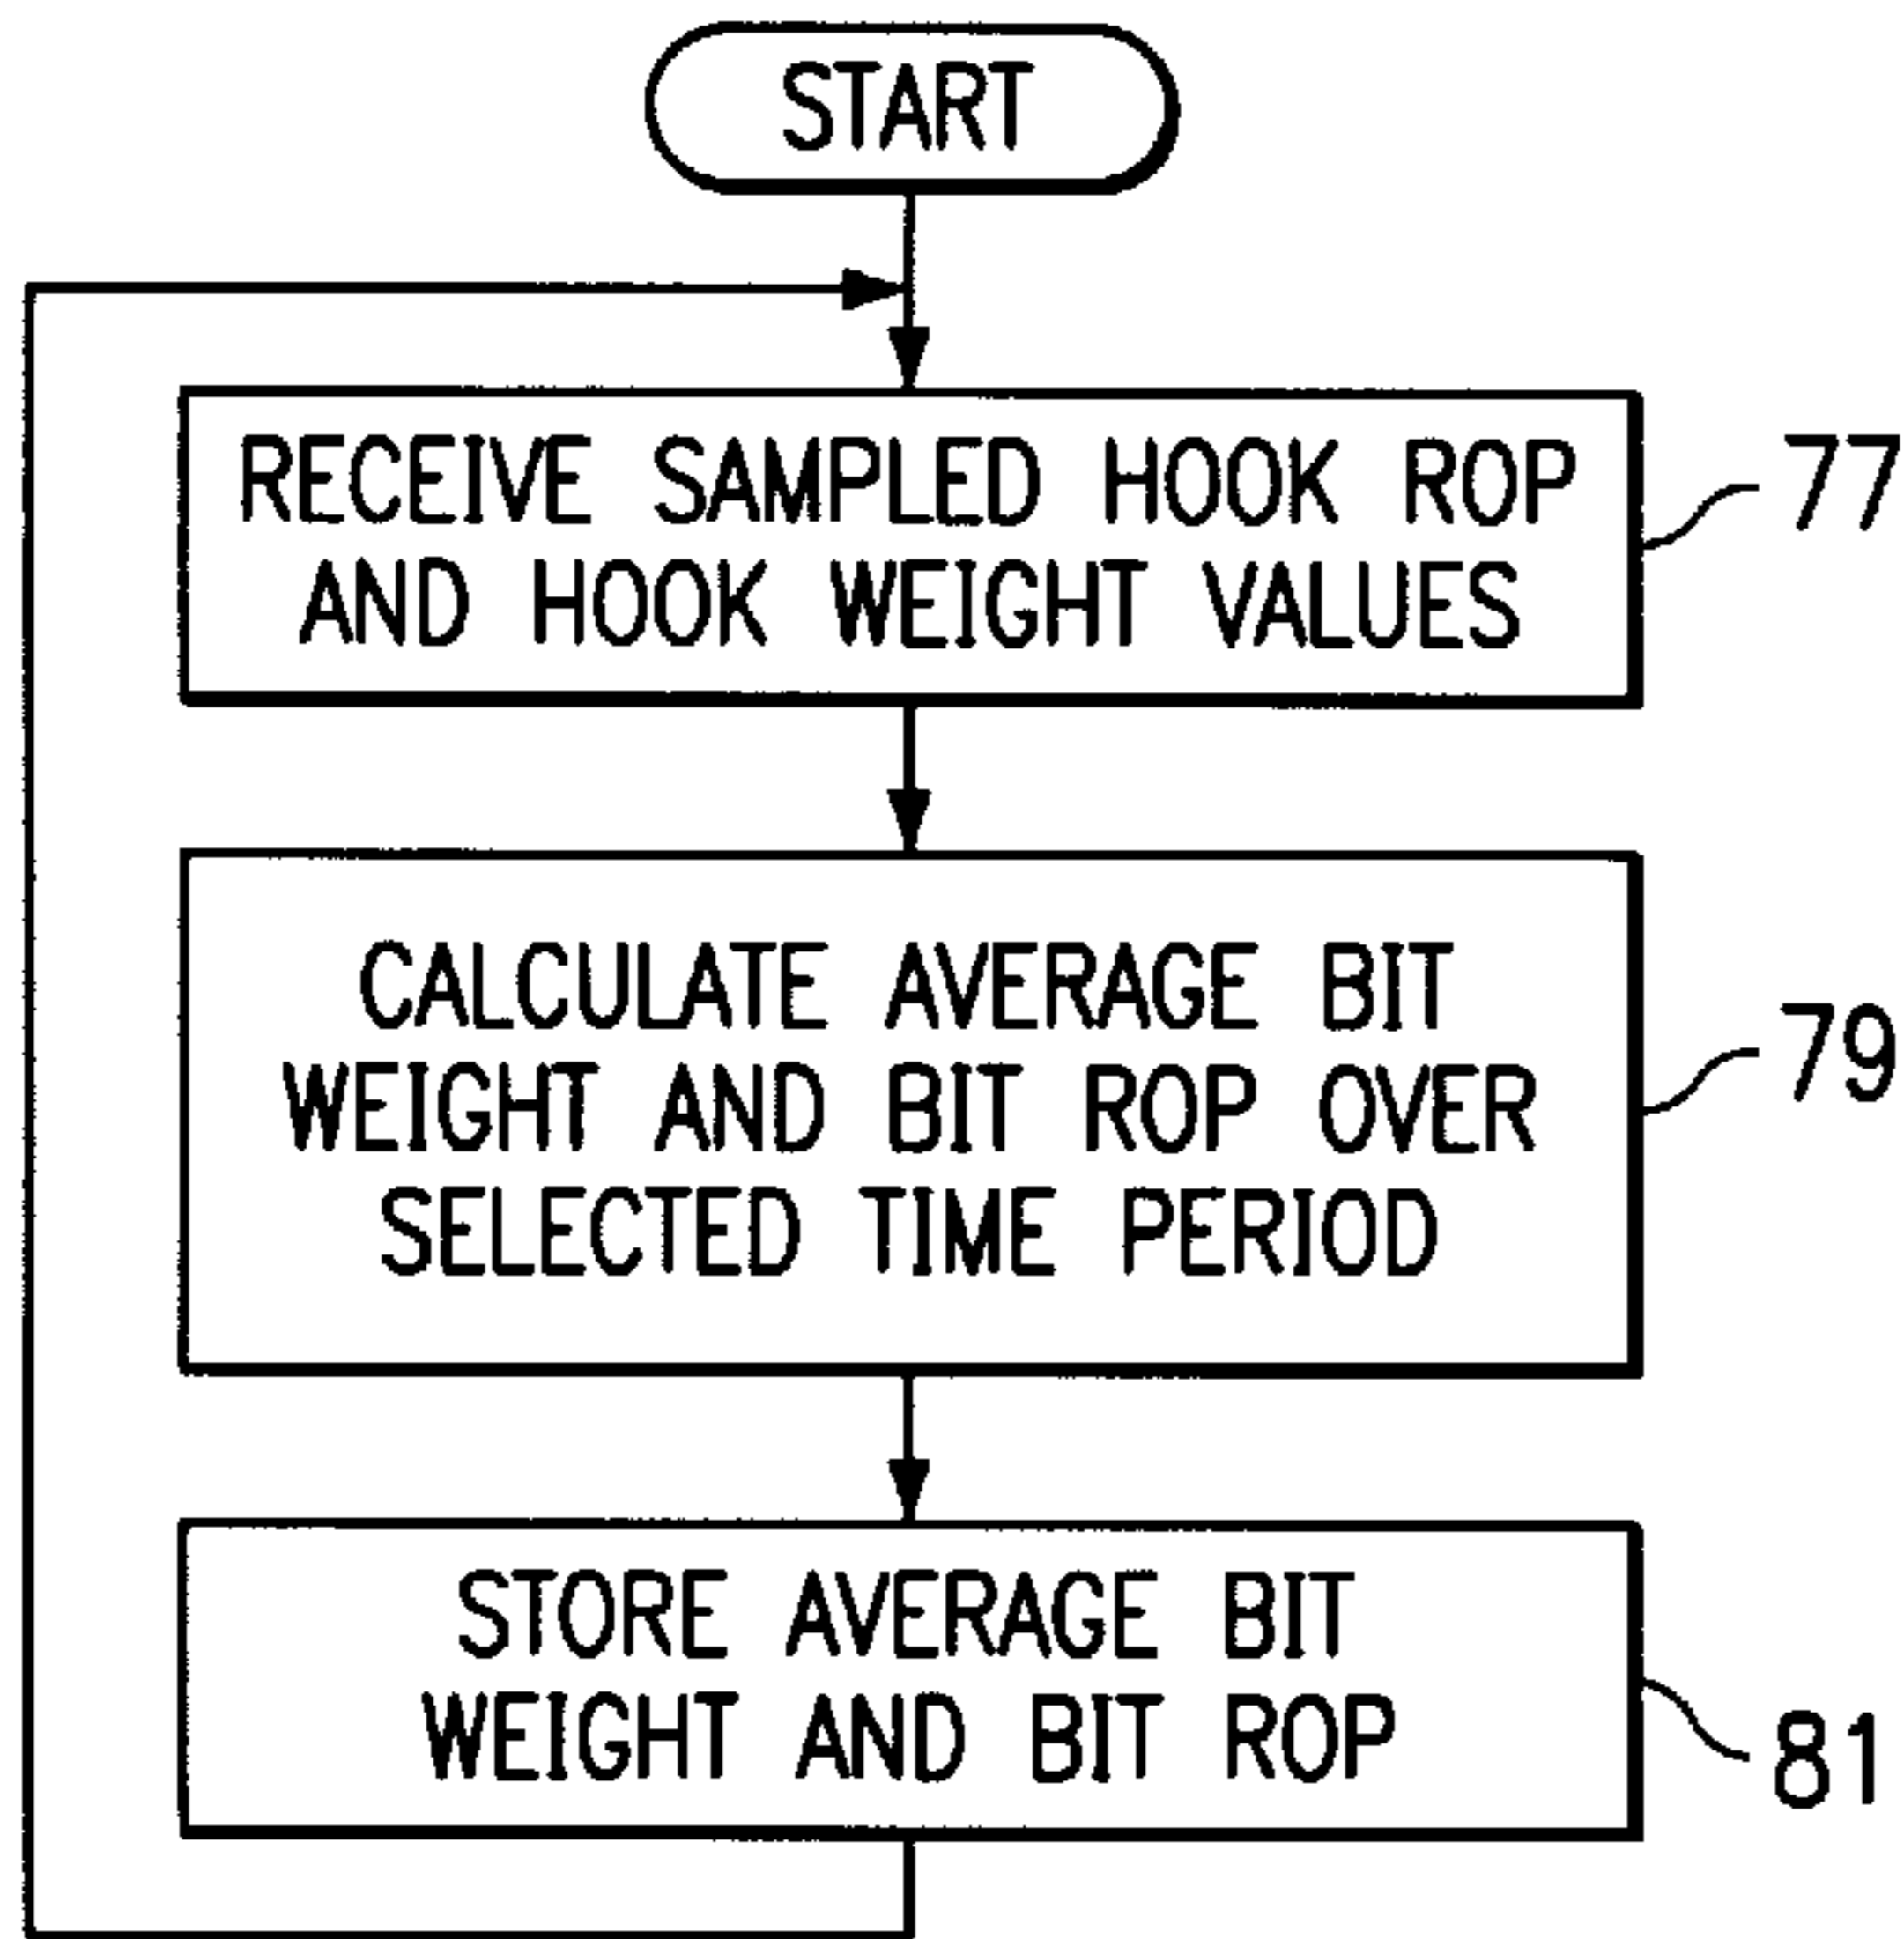 START
RECEIVE SAMPLED HOOK ROP
AND HOOK WEIGHT VALUES
77
CALCULATE AVERAGE BIT
WEIGHT AND BIT ROP OVER
SELECTED TIME PERIOD
79
STORE AVERAGE BIT
WEIGHT AND BIT ROP
81